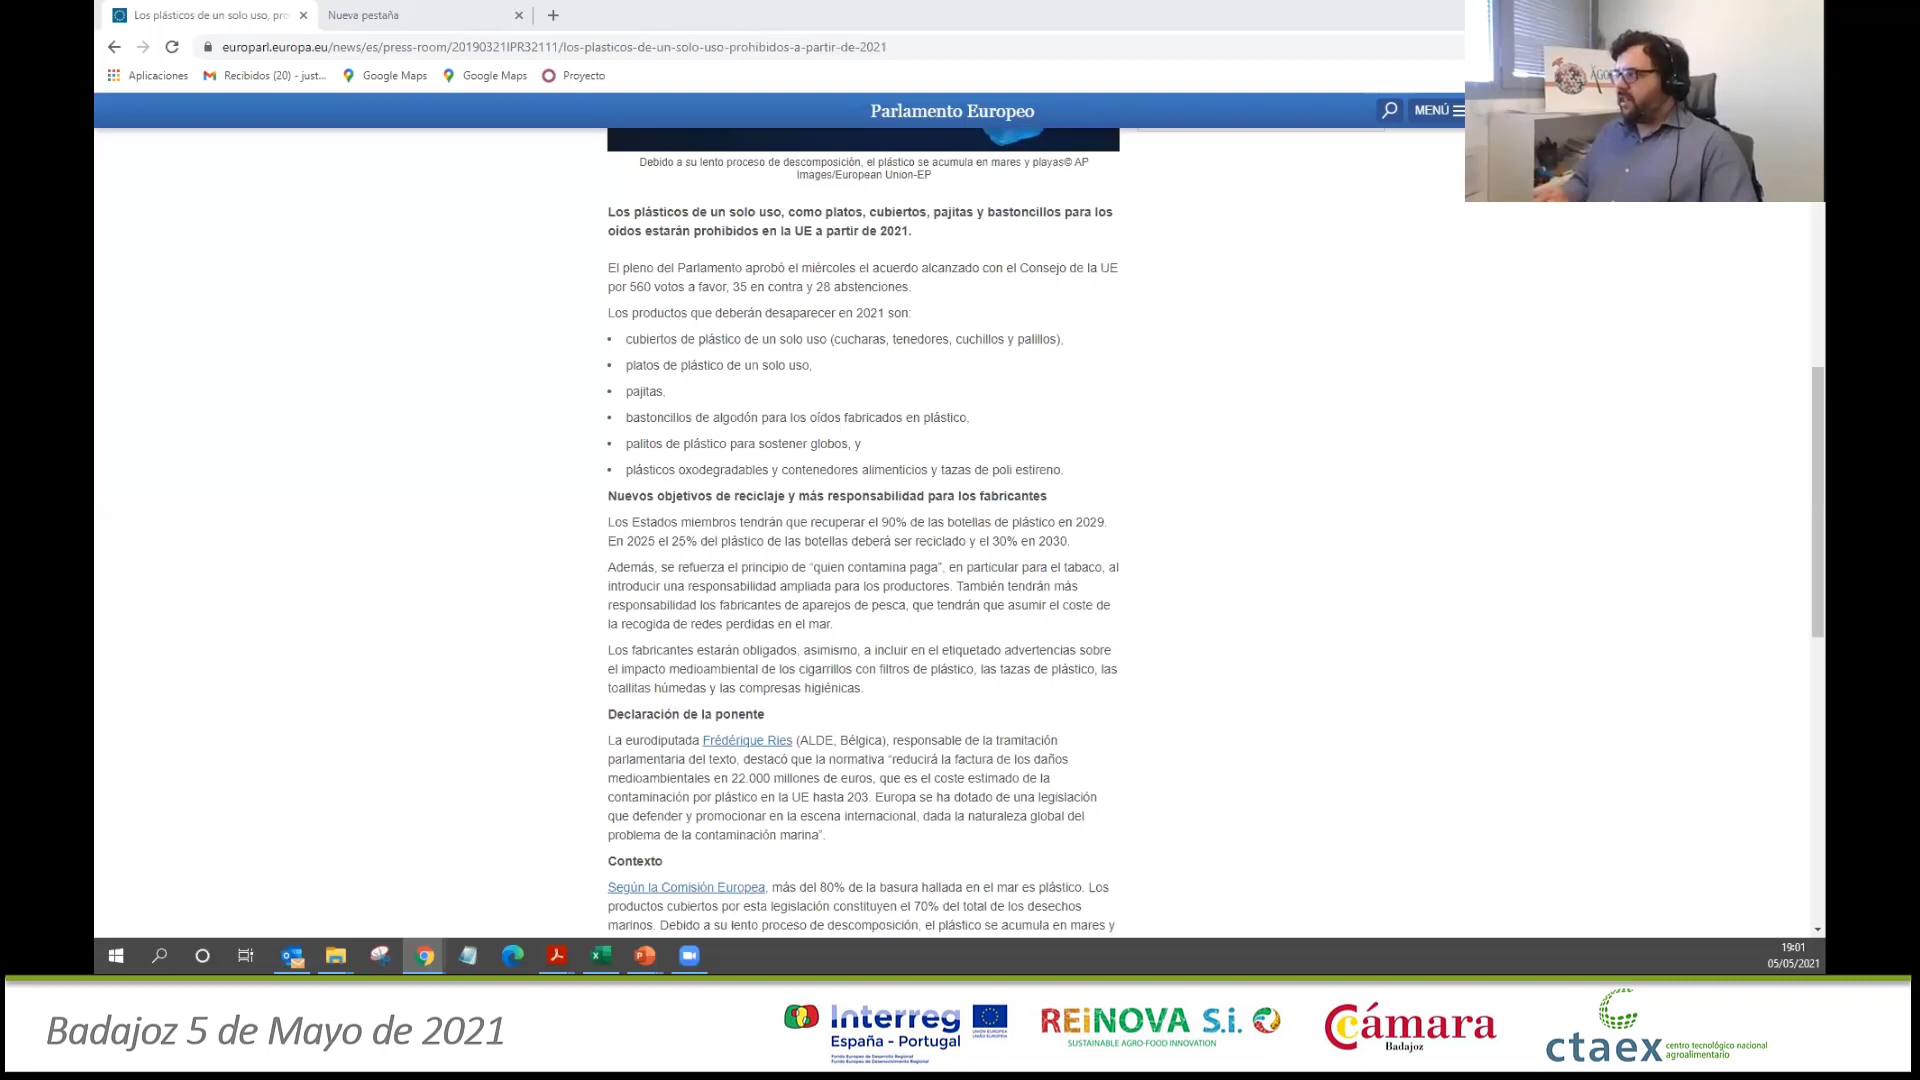 Los plásticos de un solo uso, pro
Nueva pestaña
europarl.europa.eu/news/es/press-room/20190321IPR32111/los-plasticos-de-un-solo-uso-prohibidos-a-partir-de-2021
Aplicaciones
Recibidos (20) - just...
Google Maps
Google Maps
Proyecto
Parlamento Europeo
MENÚ
Debido a su lento proceso de descomposición, el plástico se acumula en mares y playas© AP
Images/European Union-EP
Los plásticos de un solo uso, como platos, cubiertos, pajitas y bastoncillos para los
oídos estarán prohibidos en la UE a partir de 2021.
El pleno del Parlamento aprobó el miércoles el acuerdo alcanzado con el Consejo de la UE
por 560 votos a favor, 35 en contra y 28 abstenciones.
Los productos que deberán desaparecer en 2021 son:
• cubiertos de plástico de un solo uso (cucharas, tenedores, cuchillos y palillos),
• platos de plástico de un solo uso,
• pajitas,
• bastoncillos de algodón para los oídos fabricados en plástico,
• palitos de plástico para sostener globos, y
• plásticos oxodegradables y contenedores alimenticios y tazas de poli estireno.
Nuevos objetivos de reciclaje y más responsabilidad para los fabricantes
Los Estados miembros tendrán que recuperar el 90% de las botellas de plástico en 2029.
En 2025 el 25% del plástico de las botellas deberá ser reciclado y el 30% en 2030.
Además, se refuerza el principio de “quien contamina paga”, en particular para el tabaco, al
introducir una responsabilidad ampliada para los productores. También tendrán más
responsabilidad los fabricantes de aparejos de pesca, que tendrán que asumir el coste de
la recogida de redes perdidas en el mar.
Los fabricantes estarán obligados, asimismo, a incluir en el etiquetado advertencias sobre
el impacto medioambiental de los cigarrillos con filtros de plástico, las tazas de plástico, las
toallitas húmedas y las compresas higiénicas.
Declaración de la ponente
La eurodiputada Frédérique Ries (ALDE, Bélgica), responsable de la tramitación
parlamentaria del texto, destacó que la normativa “reducirá la factura de los daños
medioambientales en 22.000 millones de euros, que es el coste estimado de la
contaminación por plástico en la UE hasta 203. Europa se ha dotado de una legislación
que defender y promocionar en la escena internacional, dada la naturaleza global del
problema de la contaminación marina”.
Contexto
Según la Comisión Europea, más del 80% de la basura hallada en el mar es plástico. Los
productos cubiertos por esta legislación constituyen el 70% del total de los desechos
marinos. Debido a su lento proceso de descomposición, el plástico se acumula en mares y
19:01
05/05/2021
Badajoz 5 de Mayo de 2021
Interreg
España - Portugal
Fondo Europeo de Desarrollo Regional
Fundo Europeu de Desenvolvimento Regional
REiNOVA S.i.
SUSTAINABLE AGRO-FOOD INNOVATION
Cámara
Badajoz
ctaex
centro tecnológico nacional
agroalimentario